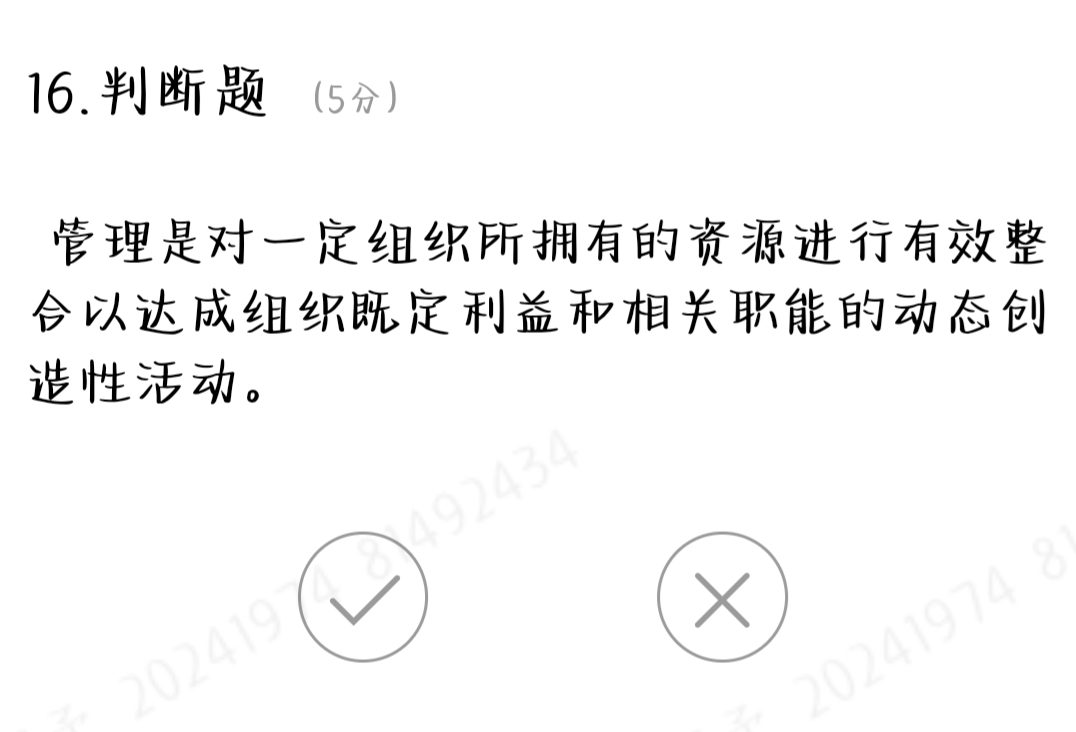 16.判断题 (5分)
管理是对一定组织所拥有的资源进行有效整
合以达成组织既定利益和相关职能的动态创
造性活动。
20241974 81492434
20241974 81